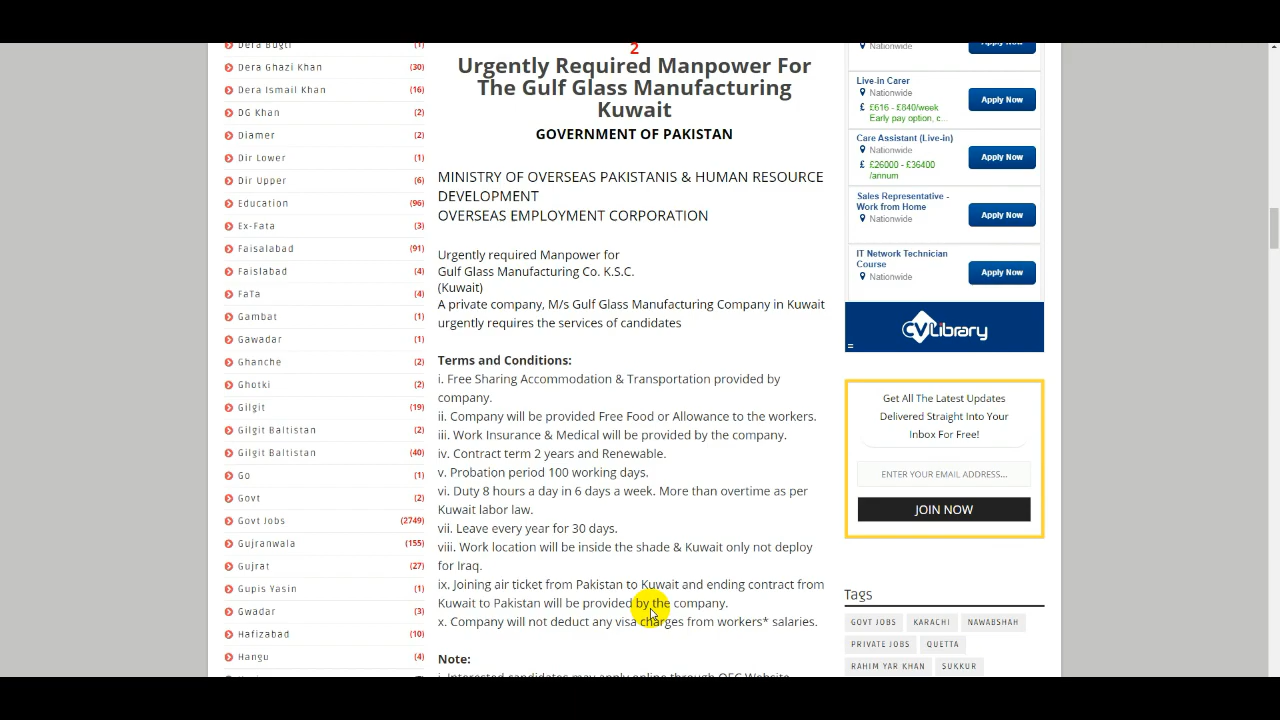 Dera Bugti (1)
Dera Ghazi Khan (30)
Dera Ismail Khan (16)
DG Khan (2)
Diamer (2)
Dir Lower (1)
Dir Upper (6)
Education (96)
Ex-Fata (3)
Faisalabad (91)
Faislabad (4)
FaTa (4)
Gambat (1)
Gawadar (1)
Ghanche (2)
Ghotki (2)
Gilgit (19)
Gilgit Baltistan (2)
Gilgit Baltistan (40)
Go (1)
Govt (2)
Govt Jobs (2749)
Gujranwala (155)
Gujrat (27)
Gupis Yasin (1)
Gwadar (3)
Hafizabad (10)
Hangu (4)
2
Urgently Required Manpower For
The Gulf Glass Manufacturing
Kuwait
GOVERNMENT OF PAKISTAN
MINISTRY OF OVERSEAS PAKISTANIS & HUMAN RESOURCE
DEVELOPMENT
OVERSEAS EMPLOYMENT CORPORATION
Urgently required Manpower for
Gulf Glass Manufacturing Co. K.S.C.
(Kuwait)
A private company, M/s Gulf Glass Manufacturing Company in Kuwait
urgently requires the services of candidates
Terms and Conditions:
i. Free Sharing Accommodation & Transportation provided by
company.
ii. Company will be provided Free Food or Allowance to the workers.
iii. Work Insurance & Medical will be provided by the company.
iv. Contract term 2 years and Renewable.
v. Probation period 100 working days.
vi. Duty 8 hours a day in 6 days a week. More than overtime as per
Kuwait labor law.
vii. Leave every year for 30 days.
viii. Work location will be inside the shade & Kuwait only not deploy
for Iraq.
ix. Joining air ticket from Pakistan to Kuwait and ending contract from
Kuwait to Pakistan will be provided by the company.
x. Company will not deduct any visa charges from workers* salaries.
Note:
i. Interested candidates may apply online through OEC Website
Nationwide
Apply Now
Live-in Carer
Nationwide
£ £616 - £840/week
Early pay option, c...
Apply Now
Care Assistant (Live-in)
Nationwide
£ £26000 - £36400
/annum
Apply Now
Sales Representative -
Work from Home
Nationwide
Apply Now
IT Network Technician
Course
Nationwide
Apply Now
CVLibrary
Get All The Latest Updates
Delivered Straight Into Your
Inbox For Free!
ENTER YOUR EMAIL ADDRESS...
JOIN NOW
Tags
GOVT JOBS KARACHI NAWABSHAH
PRIVATE JOBS QUETTA
RAHIM YAR KHAN SUKKUR